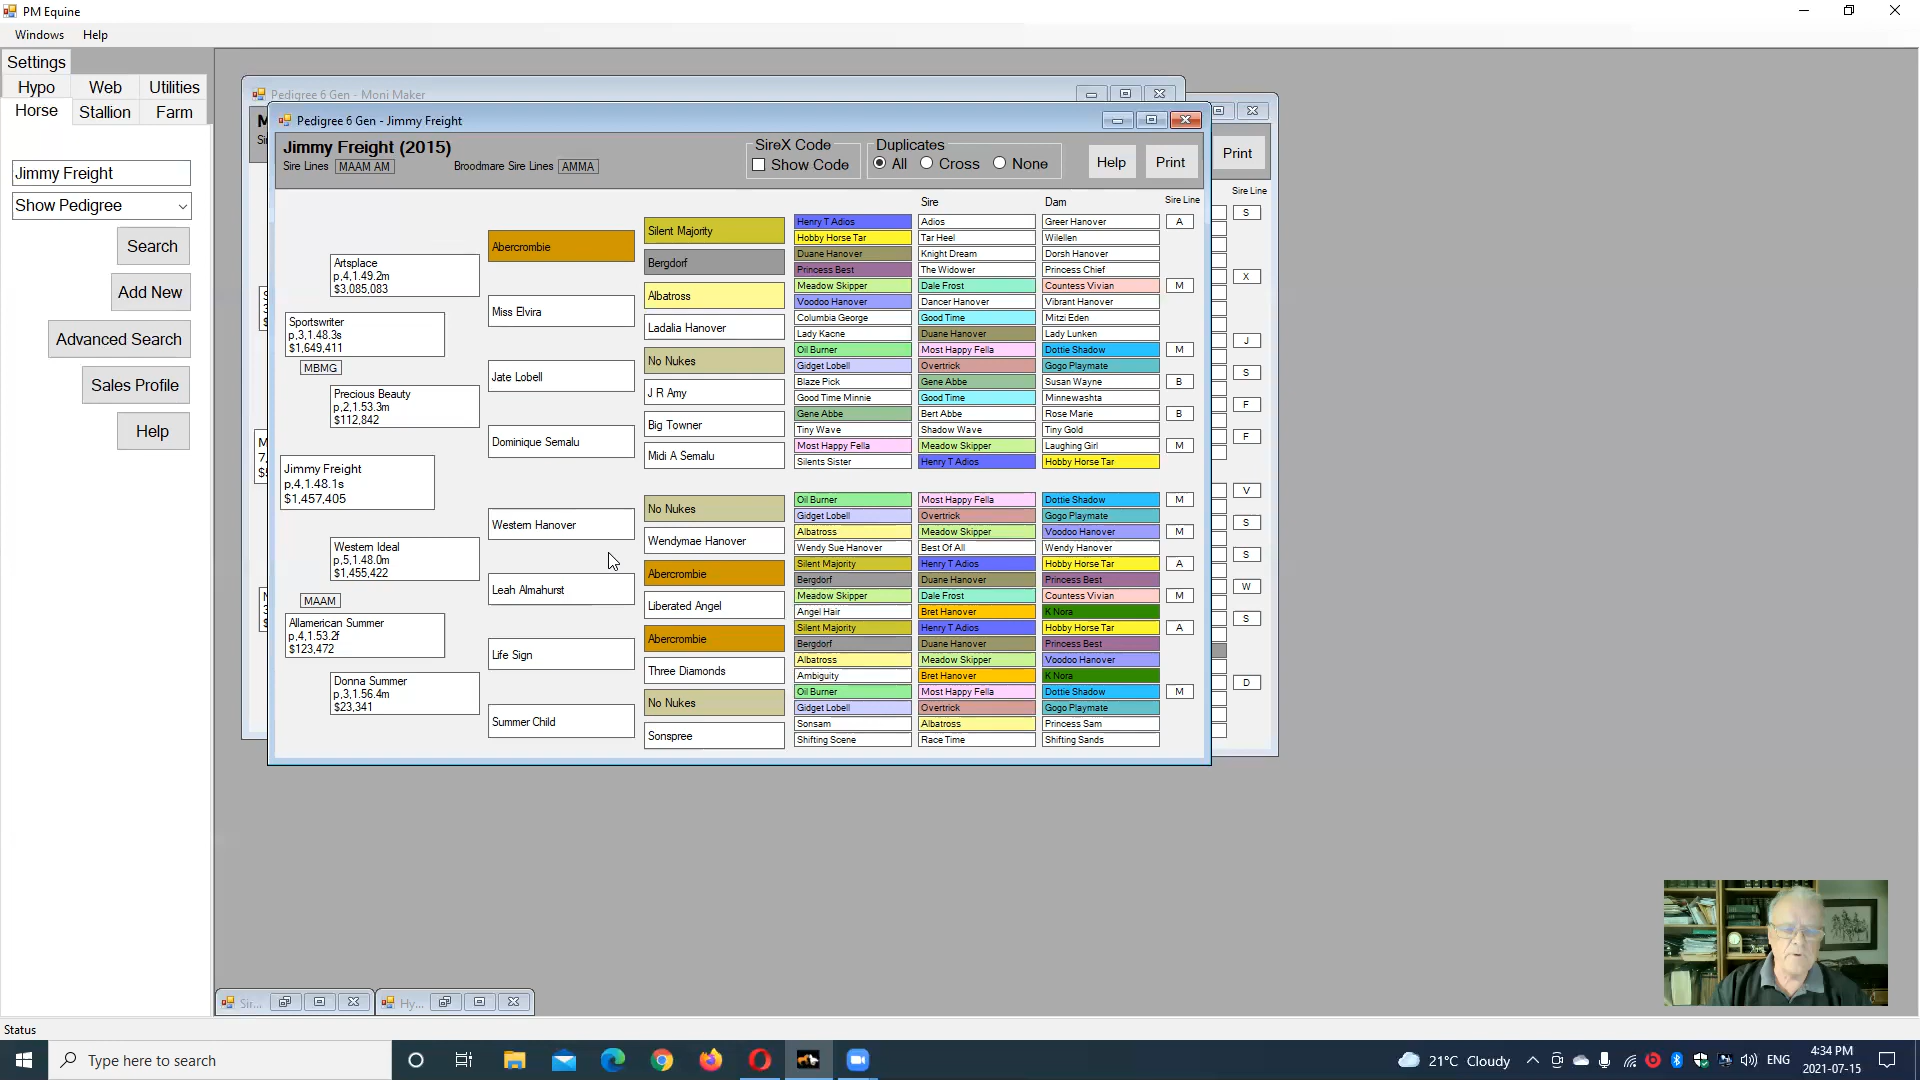 PM Equine
Windows Help
Settings
Hypo Web Utilities
Horse Stallion Farm
Jimmy Freight
Show Pedigree
Search
Add New
Advanced Search
Sales Profile
Help
Pedigree 6 Gen - Moni Maker
Pedigree 6 Gen - Jimmy Freight
Jimmy Freight (2015)
Sire Lines MAAM AM Broodmare Sire Lines AMMA
SireX Code
Show Code
Duplicates
All Cross None
Help Print
Print
Sire Dam Sire Line
Sire Line
Jimmy Freight
p,4,1.48.1s
$1,457,405
Sportswriter
p,3,1.48.3s
$1,649,411
MBMG
MAAM
Allamerican Summer
p,4,1.53.2f
$123,472
Artsplace
p,4,1.49.2m
$3,085,083
Precious Beauty
p,2,1.53.3m
$112,842
Western Ideal
p,5,1.48.0m
$1,455,422
Donna Summer
p,3,1.56.4m
$23,341
Abercrombie
Miss Elvira
Jate Lobell
Dominique Semalu
Western Hanover
Leah Almahurst
Life Sign
Summer Child
Silent Majority
Bergdorf
Albatross
Ladalia Hanover
No Nukes
J R Amy
Big Towner
Midi A Semalu
No Nukes
Wendymae Hanover
Abercrombie
Liberated Angel
Abercrombie
Three Diamonds
No Nukes
Sonspree
Henry T Adios Adios Greer Hanover A
Hobby Horse Tar Tar Heel Wilellen
Duane Hanover Knight Dream Dorsh Hanover
Princess Best The Widower Princess Chief
Meadow Skipper Dale Frost Countess Vivian M
Voodoo Hanover Dancer Hanover Vibrant Hanover
Columbia George Good Time Mitzi Eden
Lady Kacne Duane Hanover Lady Lunken
Oil Burner Most Happy Fella Dottie Shadow M
Gidget Lobell Overtrick Gogo Playmate
Blaze Pick Gene Abbe Susan Wayne B
Good Time Minnie Good Time Minnewashta
Gene Abbe Bert Abbe Rose Marie B
Tiny Wave Shadow Wave Tiny Gold
Most Happy Fella Meadow Skipper Laughing Girl M
Silents Sister Henry T Adios Hobby Horse Tar
Oil Burner Most Happy Fella Dottie Shadow M
Gidget Lobell Overtrick Gogo Playmate
Albatross Meadow Skipper Voodoo Hanover M
Wendy Sue Hanover Best Of All Wendy Hanover
Silent Majority Henry T Adios Hobby Horse Tar A
Bergdorf Duane Hanover Princess Best
Meadow Skipper Dale Frost Countess Vivian M
Angel Hair Bret Hanover K Nora
Silent Majority Henry T Adios Hobby Horse Tar A
Bergdorf Duane Hanover Princess Best
Albatross Meadow Skipper Voodoo Hanover
Ambiguity Bret Hanover K Nora
Oil Burner Most Happy Fella Dottie Shadow M
Gidget Lobell Overtrick Gogo Playmate
Sonsam Albatross Princess Sam
Shifting Scene Race Time Shifting Sands
S
X
J
S
F
F
V
S
S
W
S
D
Sir... Hy...
Status
Type here to search
21°C Cloudy
ENG
4:34 PM
2021-07-15